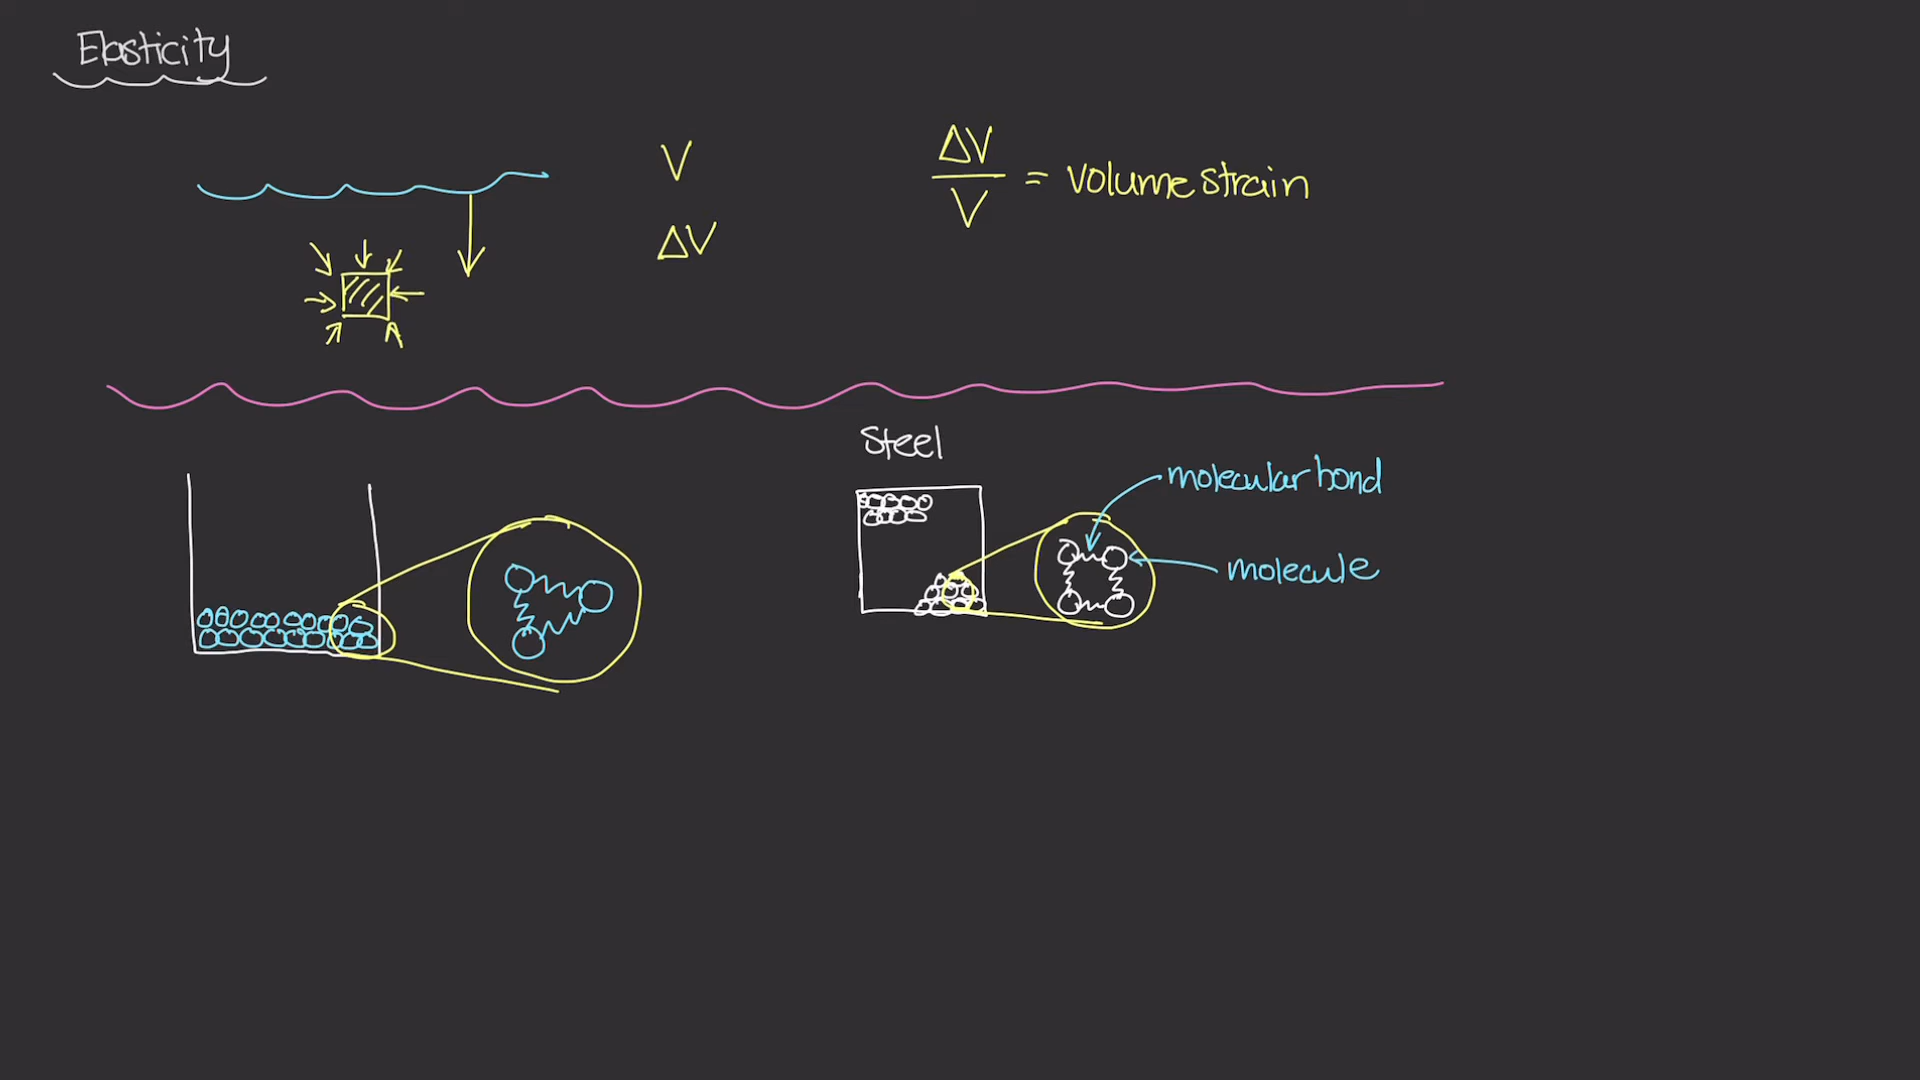 Elasticity
V
ΔV
ΔV
V
= volume strain
Steel
molecular bond
molecule